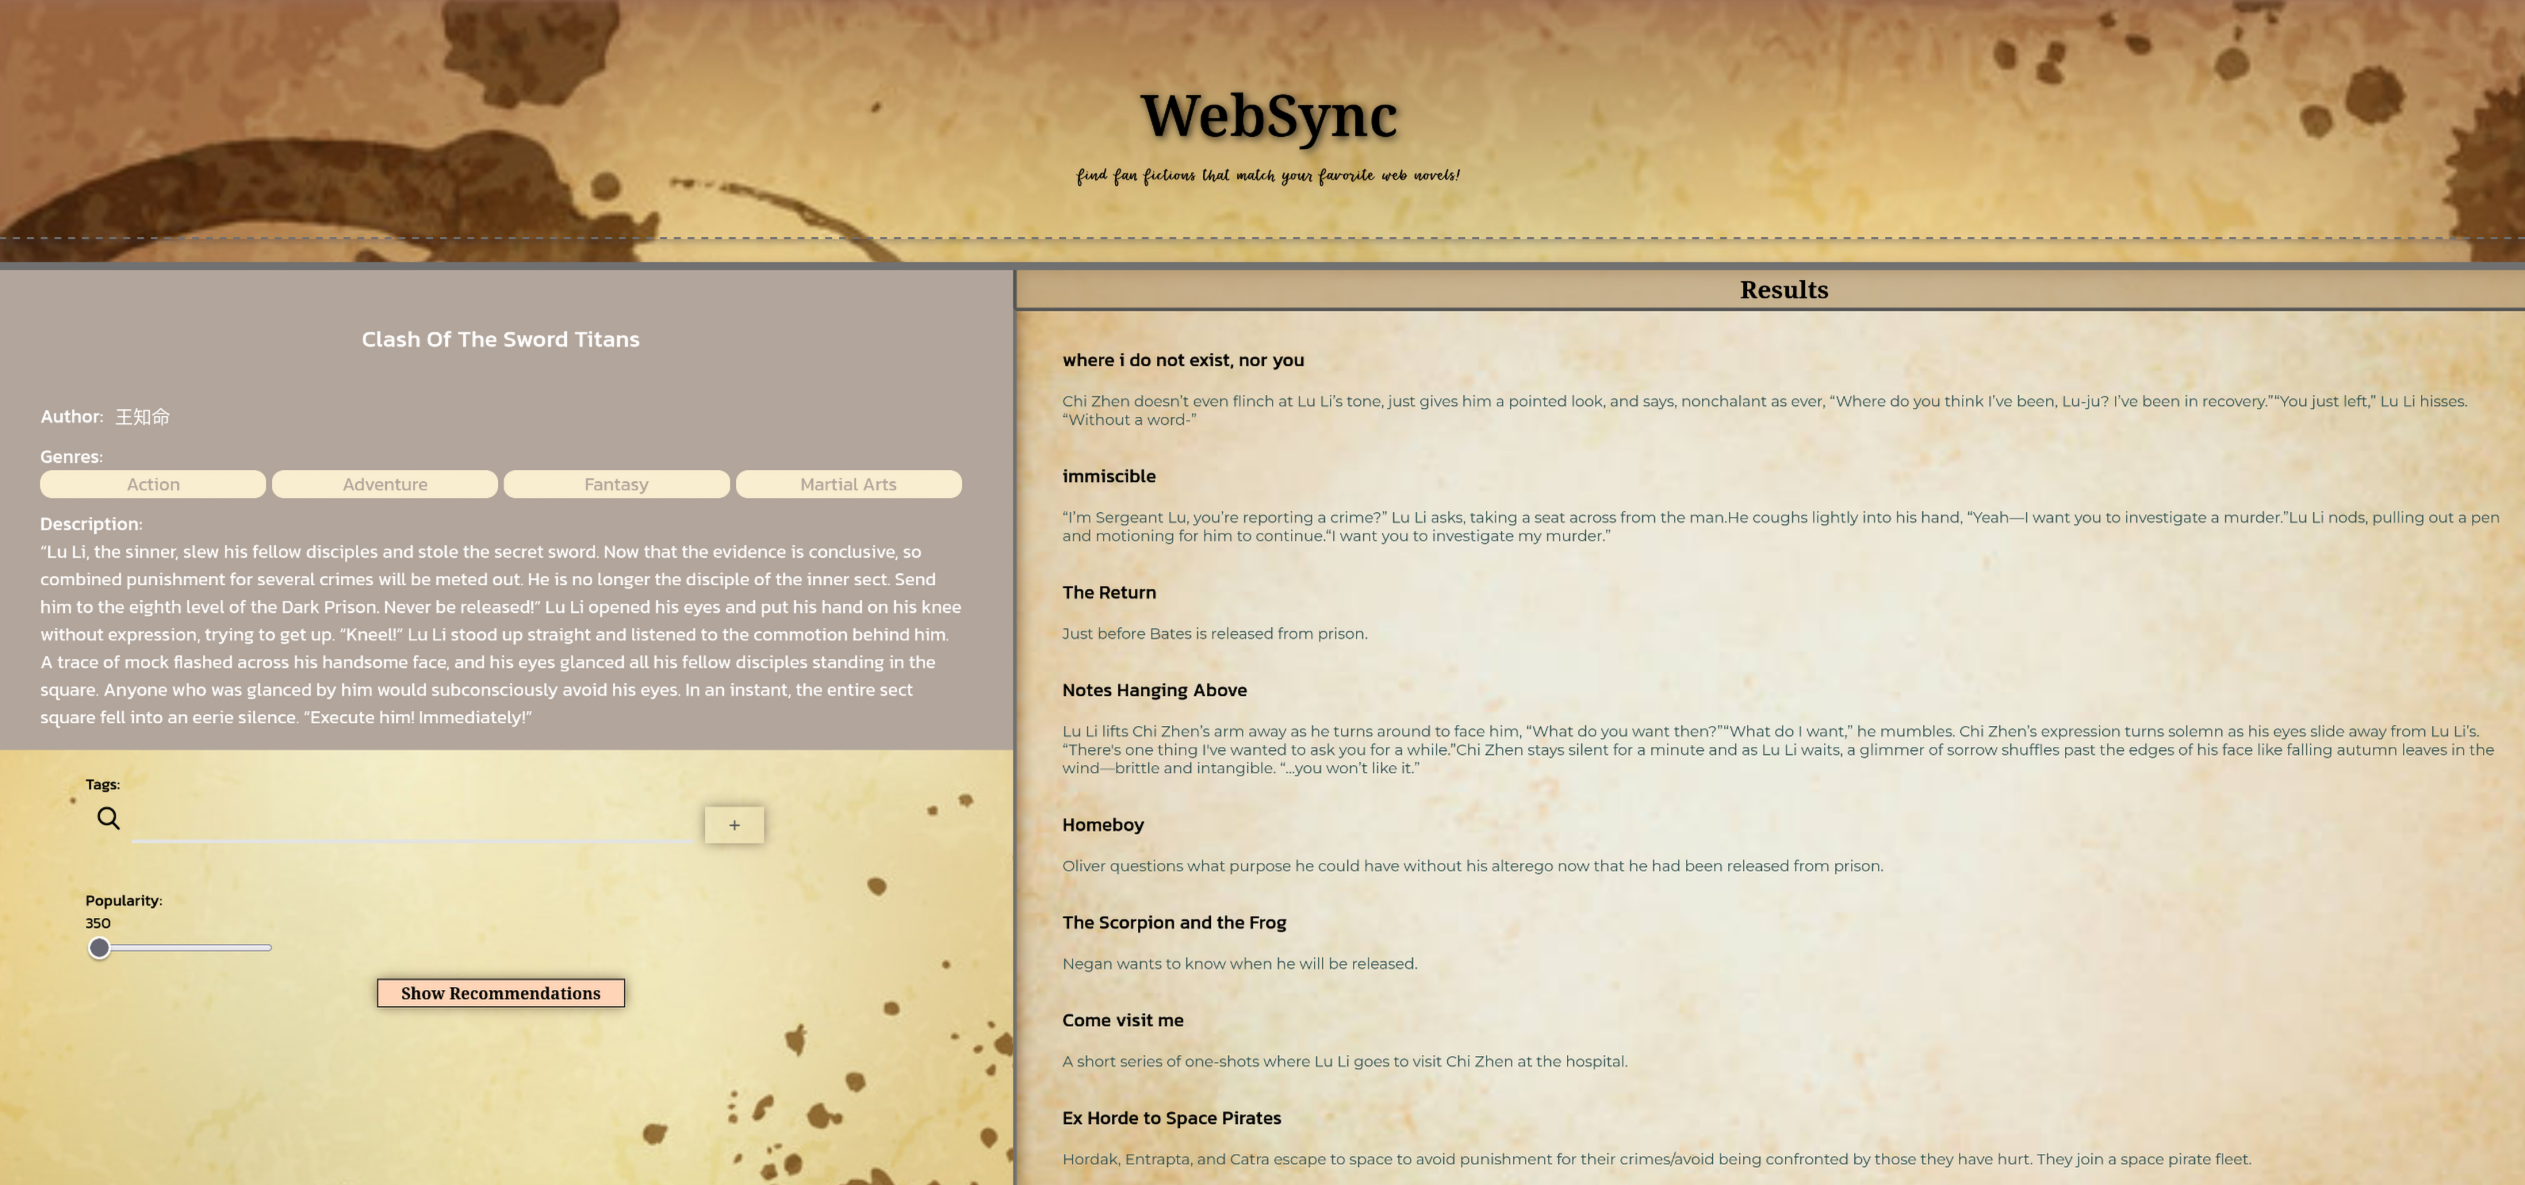 WebSync
find fan fictions that match your favorite web novels!
Clash Of The Sword Titans
Author: 王知命
Genres:
Action Adventure Fantasy Martial Arts
Description:
“Lu Li, the sinner, slew his fellow disciples and stole the secret sword. Now that the evidence is conclusive, so
combined punishment for several crimes will be meted out. He is no longer the disciple of the inner sect. Send
him to the eighth level of the Dark Prison. Never be released!” Lu Li opened his eyes and put his hand on his knee
without expression, trying to get up. “Kneel!” Lu Li stood up straight and listened to the commotion behind him.
A trace of mock flashed across his handsome face, and his eyes glanced all his fellow disciples standing in the
square. Anyone who was glanced by him would subconsciously avoid his eyes. In an instant, the entire sect
square fell into an eerie silence. “Execute him! Immediately!”
Tags:
+
Popularity:
350
Show Recommendations
Results
where i do not exist, nor you
Chi Zhen doesn’t even flinch at Lu Li’s tone, just gives him a pointed look, and says, nonchalant as ever, “Where do you think I’ve been, Lu-ju? I’ve been in recovery.”“You just left,” Lu Li hisses.
“Without a word-”
immiscible
“I’m Sergeant Lu, you’re reporting a crime?” Lu Li asks, taking a seat across from the man.He coughs lightly into his hand, “Yeah—I want you to investigate a murder.”Lu Li nods, pulling out a pen
and motioning for him to continue.“I want you to investigate my murder.”
The Return
Just before Bates is released from prison.
Notes Hanging Above
Lu Li lifts Chi Zhen’s arm away as he turns around to face him, “What do you want then?”“What do I want,” he mumbles. Chi Zhen’s expression turns solemn as his eyes slide away from Lu Li’s.
“There's one thing I've wanted to ask you for a while.”Chi Zhen stays silent for a minute and as Lu Li waits, a glimmer of sorrow shuffles past the edges of his face like falling autumn leaves in the
wind—brittle and intangible. “…you won’t like it.”
Homeboy
Oliver questions what purpose he could have without his alterego now that he had been released from prison.
The Scorpion and the Frog
Negan wants to know when he will be released.
Come visit me
A short series of one-shots where Lu Li goes to visit Chi Zhen at the hospital.
Ex Horde to Space Pirates
Hordak, Entrapta, and Catra escape to space to avoid punishment for their crimes/avoid being confronted by those they have hurt. They join a space pirate fleet.